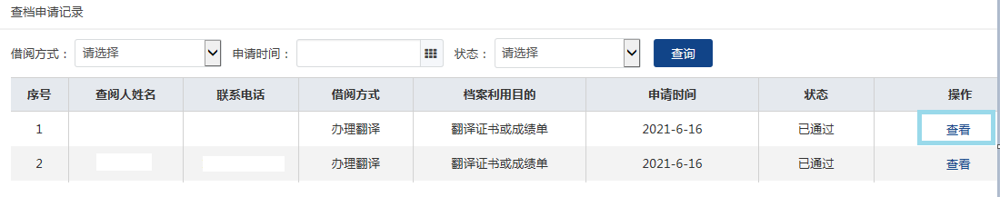 查档申请记录
借阅方式： 请选择 申请时间： 状态： 请选择 查询
序号 查阅人姓名 联系电话 借阅方式 档案利用目的 申请时间 状态 操作
1 办理翻译 翻译证书或成绩单 2021-6-16 已通过 查看
2 办理翻译 翻译证书或成绩单 2021-6-16 已通过 查看